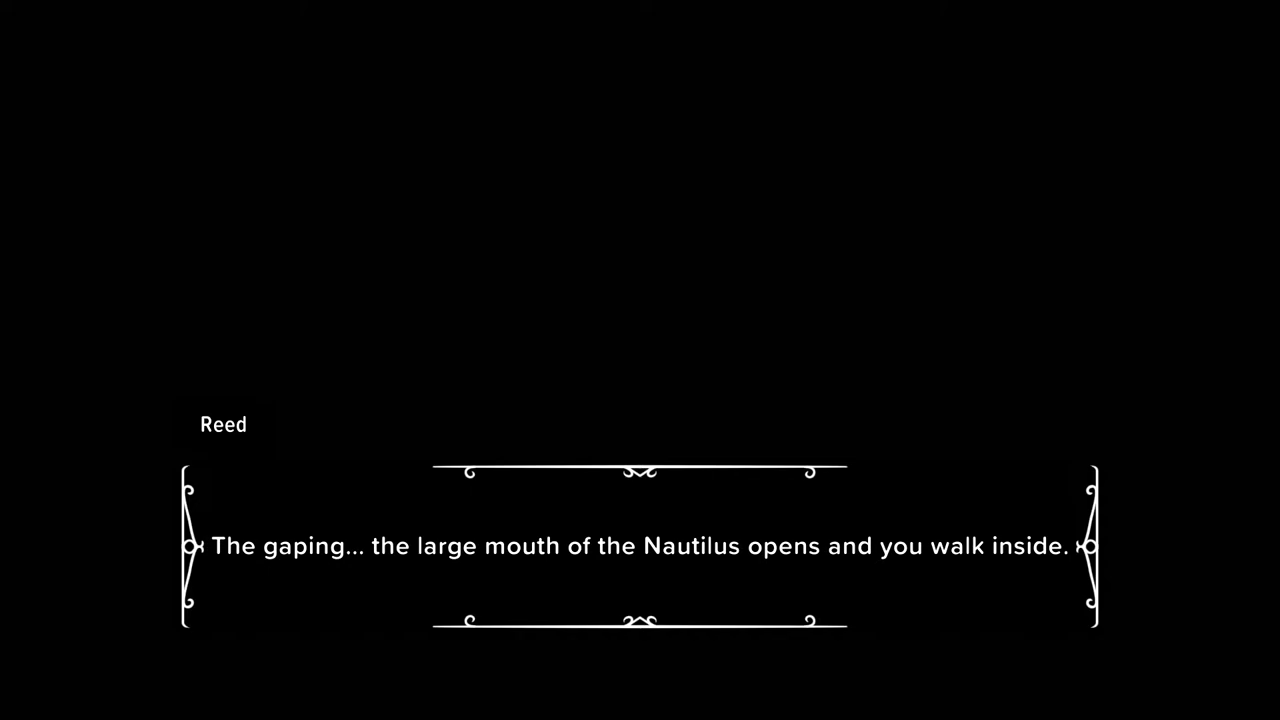 Reed
The gaping... the large mouth of the Nautilus opens and you walk inside.